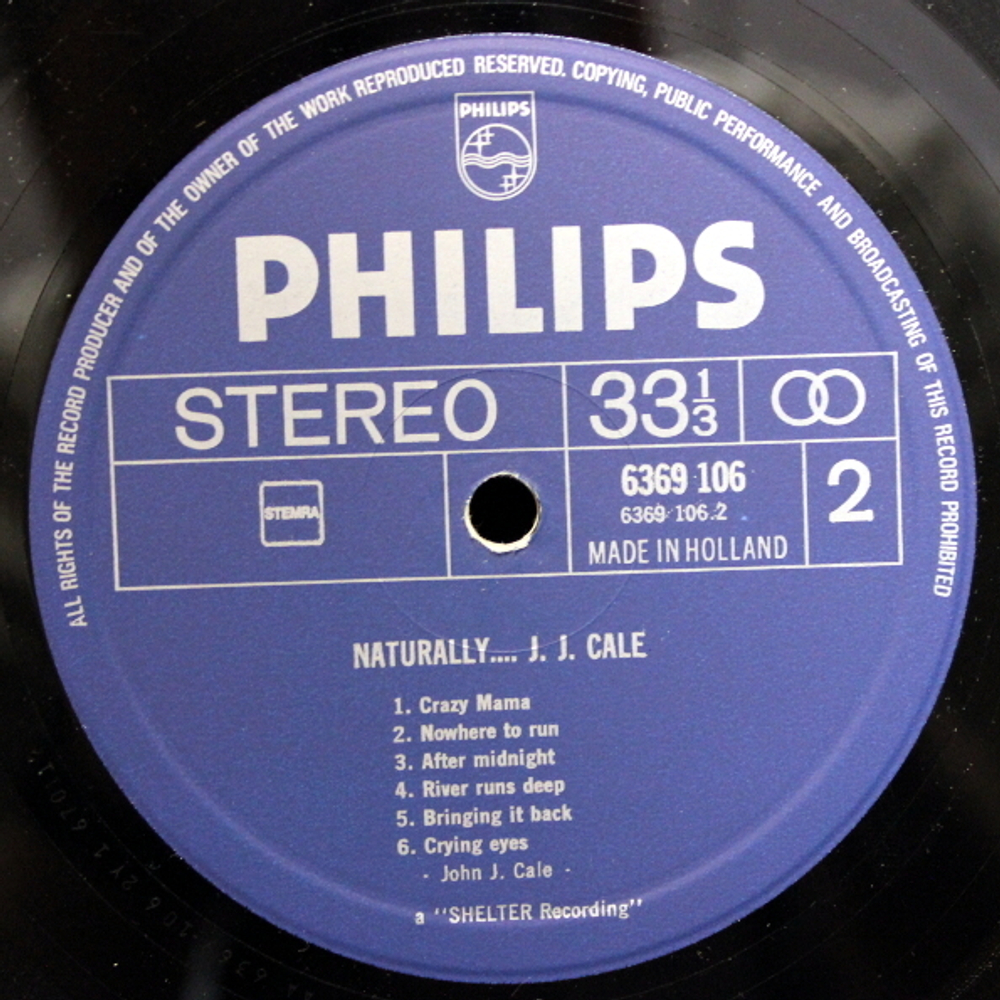 ALL RIGHTS OF THE RECORD PRODUCER AND OF THE OWNER OF THE WORK REPRODUCED RESERVED. COPYING, PUBLIC PERFORMANCE AND BROADCASTING OF THIS RECORD PROHIBITED
PHILIPS
PHILIPS
STEREO 33 1/3
STEMRA
6369 106
6369 106.2
MADE IN HOLLAND
2
NATURALLY.... J. J. CALE
1. Crazy Mama
2. Nowhere to run
3. After midnight
4. River runs deep
5. Bringing it back
6. Crying eyes
- John J. Cale -
a "SHELTER Recording"